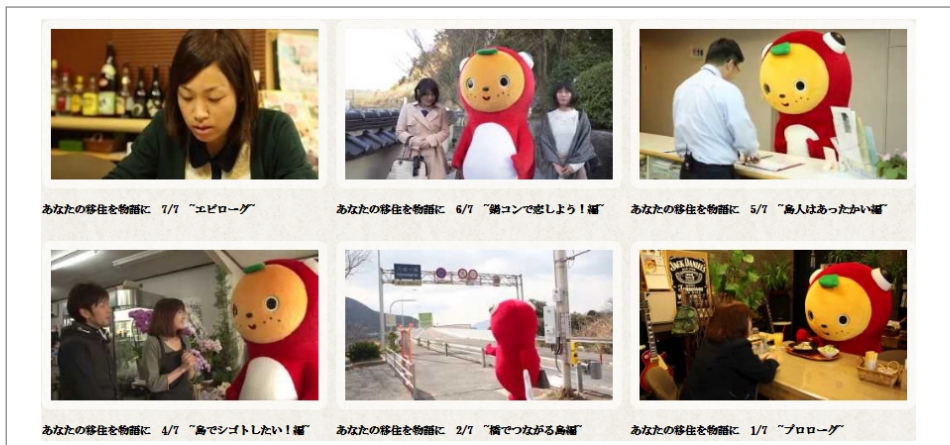 あなたの移住を物語に 7/7 ~エピローグ~
あなたの移住を物語に 6/7 ~鍋コンで恋しよう！編~
あなたの移住を物語に 5/7 ~島人はあったかい編~
JACK DANIEL'S
あなたの移住を物語に 4/7 ~島でシゴトしたい！編~
あなたの移住を物語に 2/7 ~橋でつながる島編~
あなたの移住を物語に 1/7 ~プロローグ~